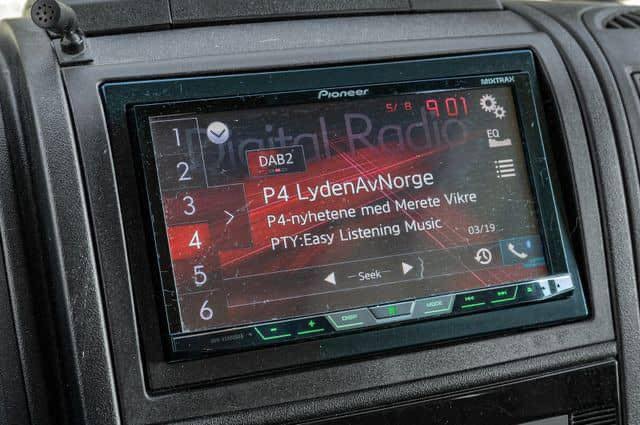 Pioneer
MIXTRAX
5/8 9:01
Digital Radio
EQ
1
2
3
4
5
6
DAB2
P4 LydenAvNorge
P4-nyhetene med Merete Vikre
PTY:Easy Listening Music
03/19
Seek
DISP
MODE